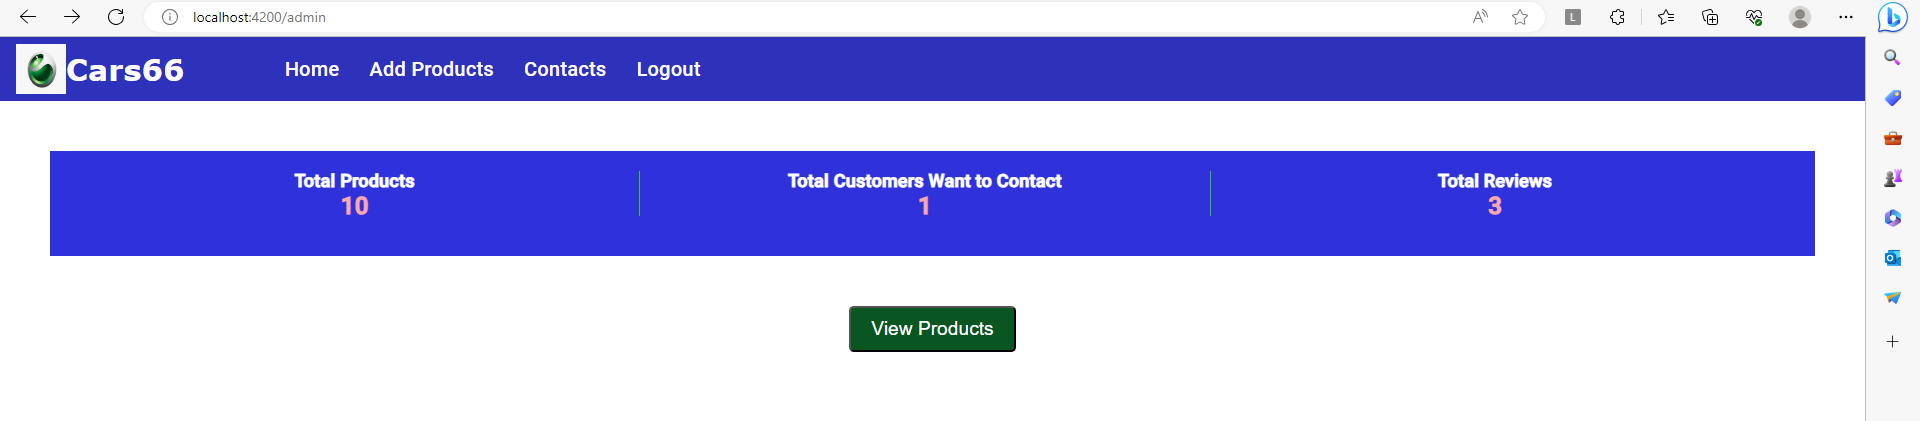 localhost:4200/admin
Cars66 Home Add Products Contacts Logout
Total Products Total Customers Want to Contact Total Reviews
10 1 3
View Products